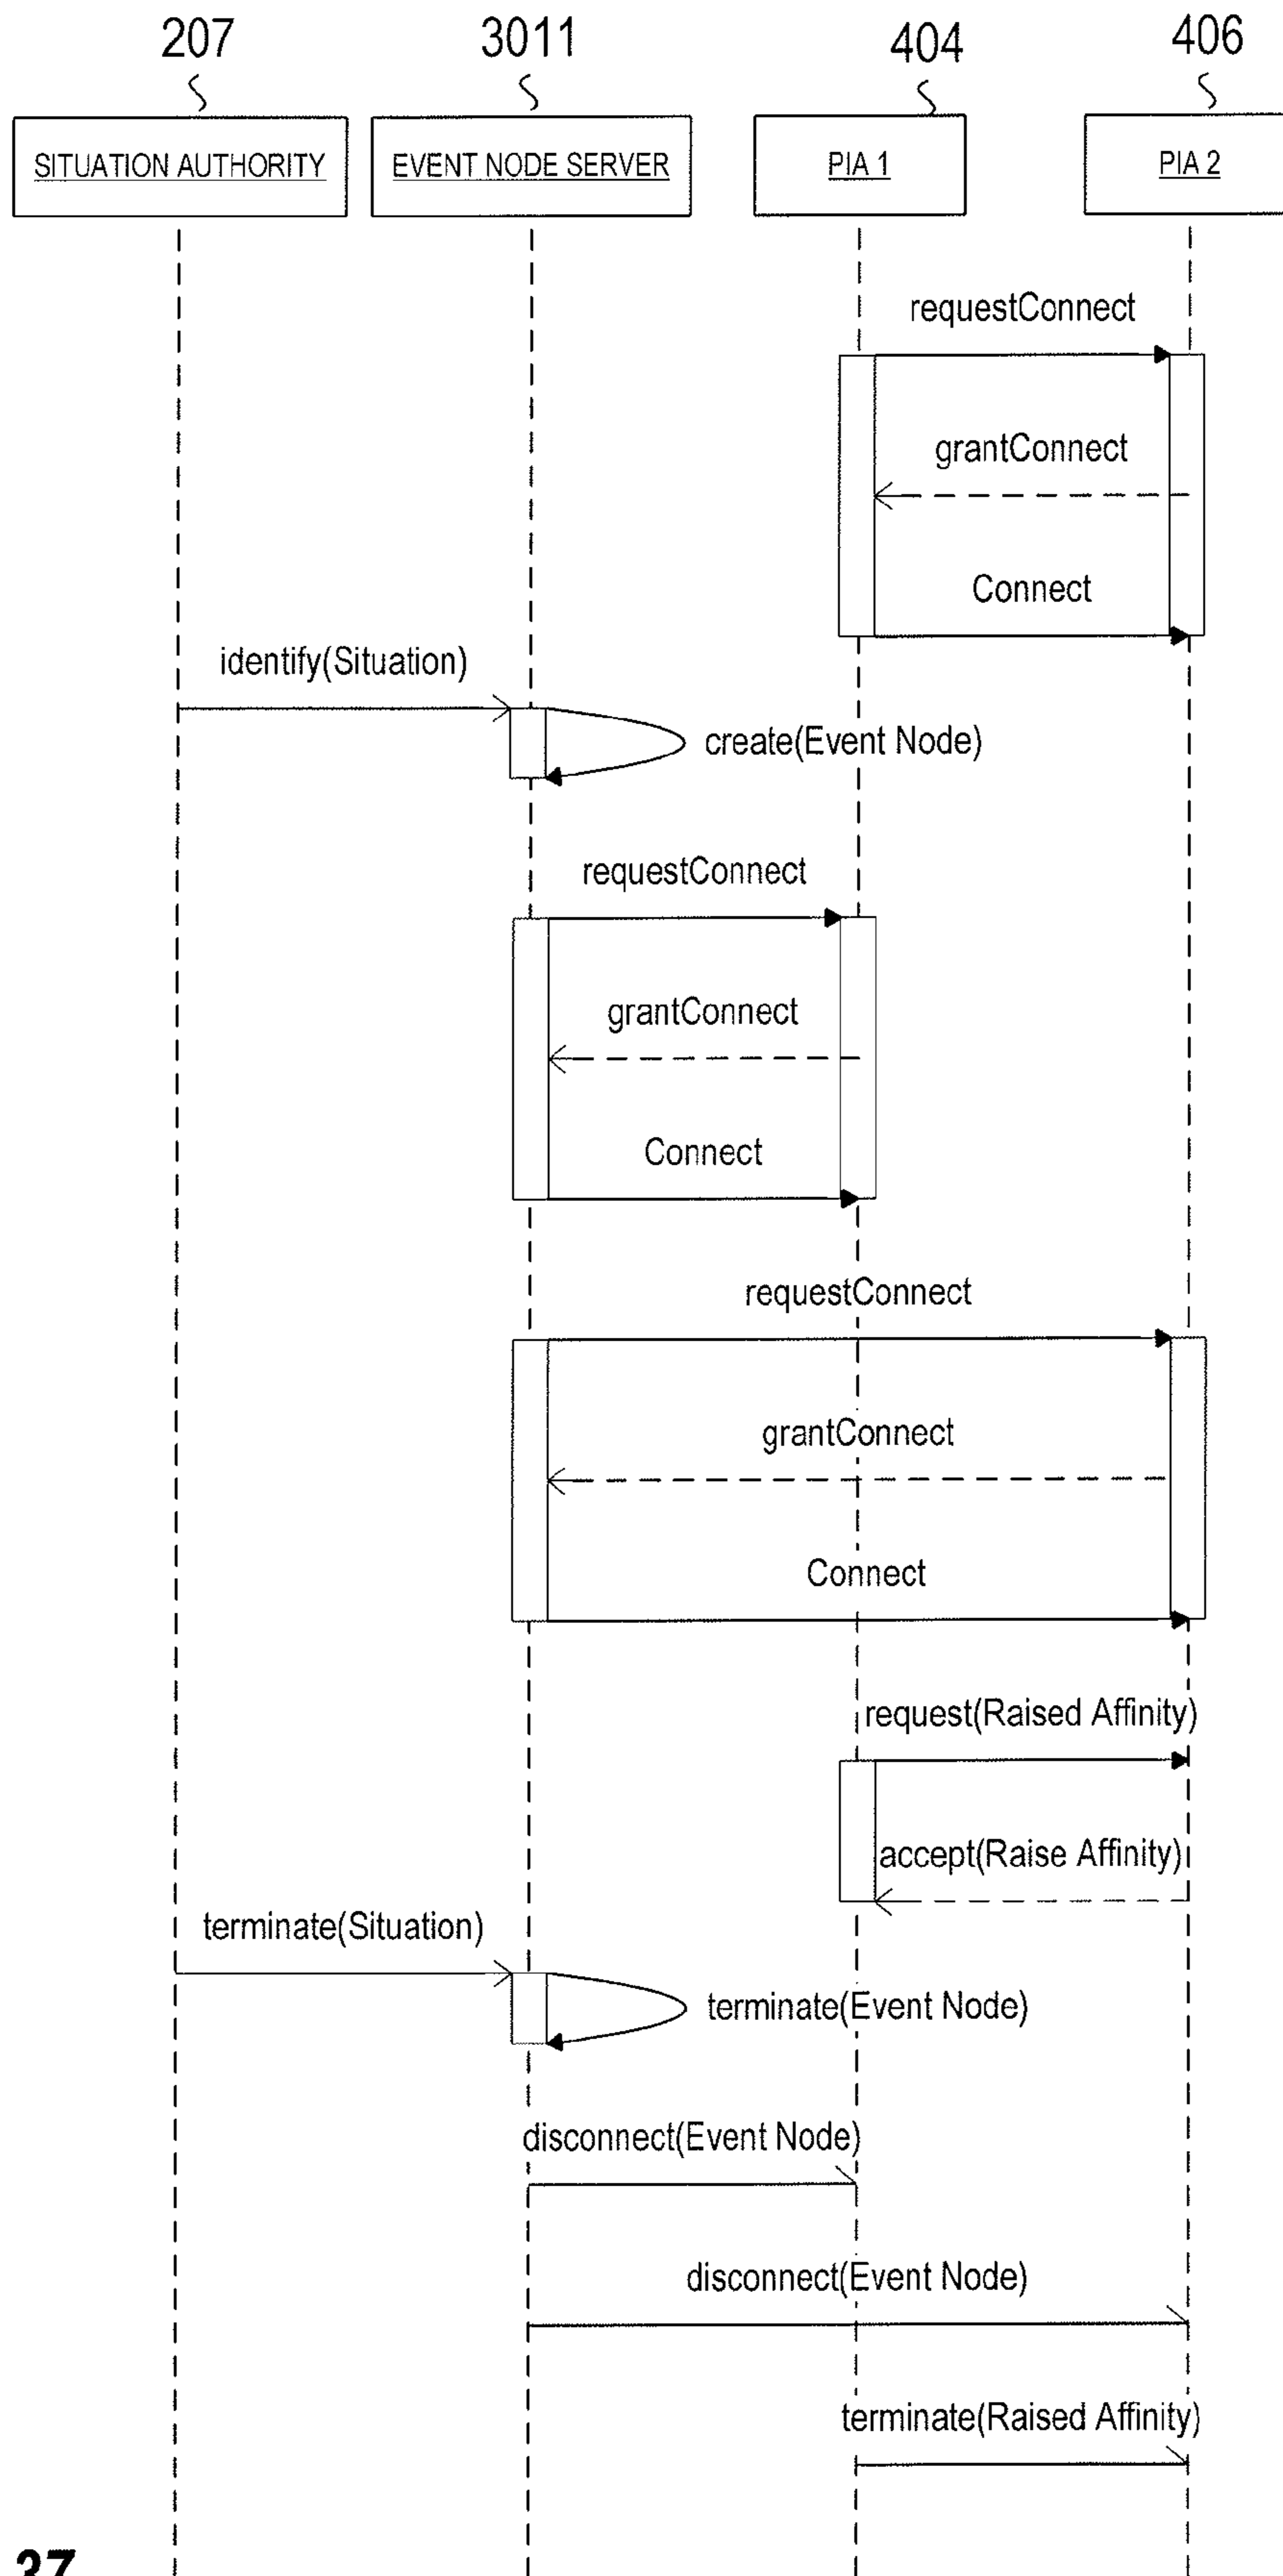 207 3011 404 406
SITUATION AUTHORITY EVENT NODE SERVER PIA 1 PIA 2
requestConnect
grantConnect
Connect
identify(Situation)
create(Event Node)
requestConnect
grantConnect
Connect
requestConnect
grantConnect
Connect
request(Raised Affinity)
accept(Raise Affinity)
terminate(Situation)
terminate(Event Node)
disconnect(Event Node)
disconnect(Event Node)
terminate(Raised Affinity)
37